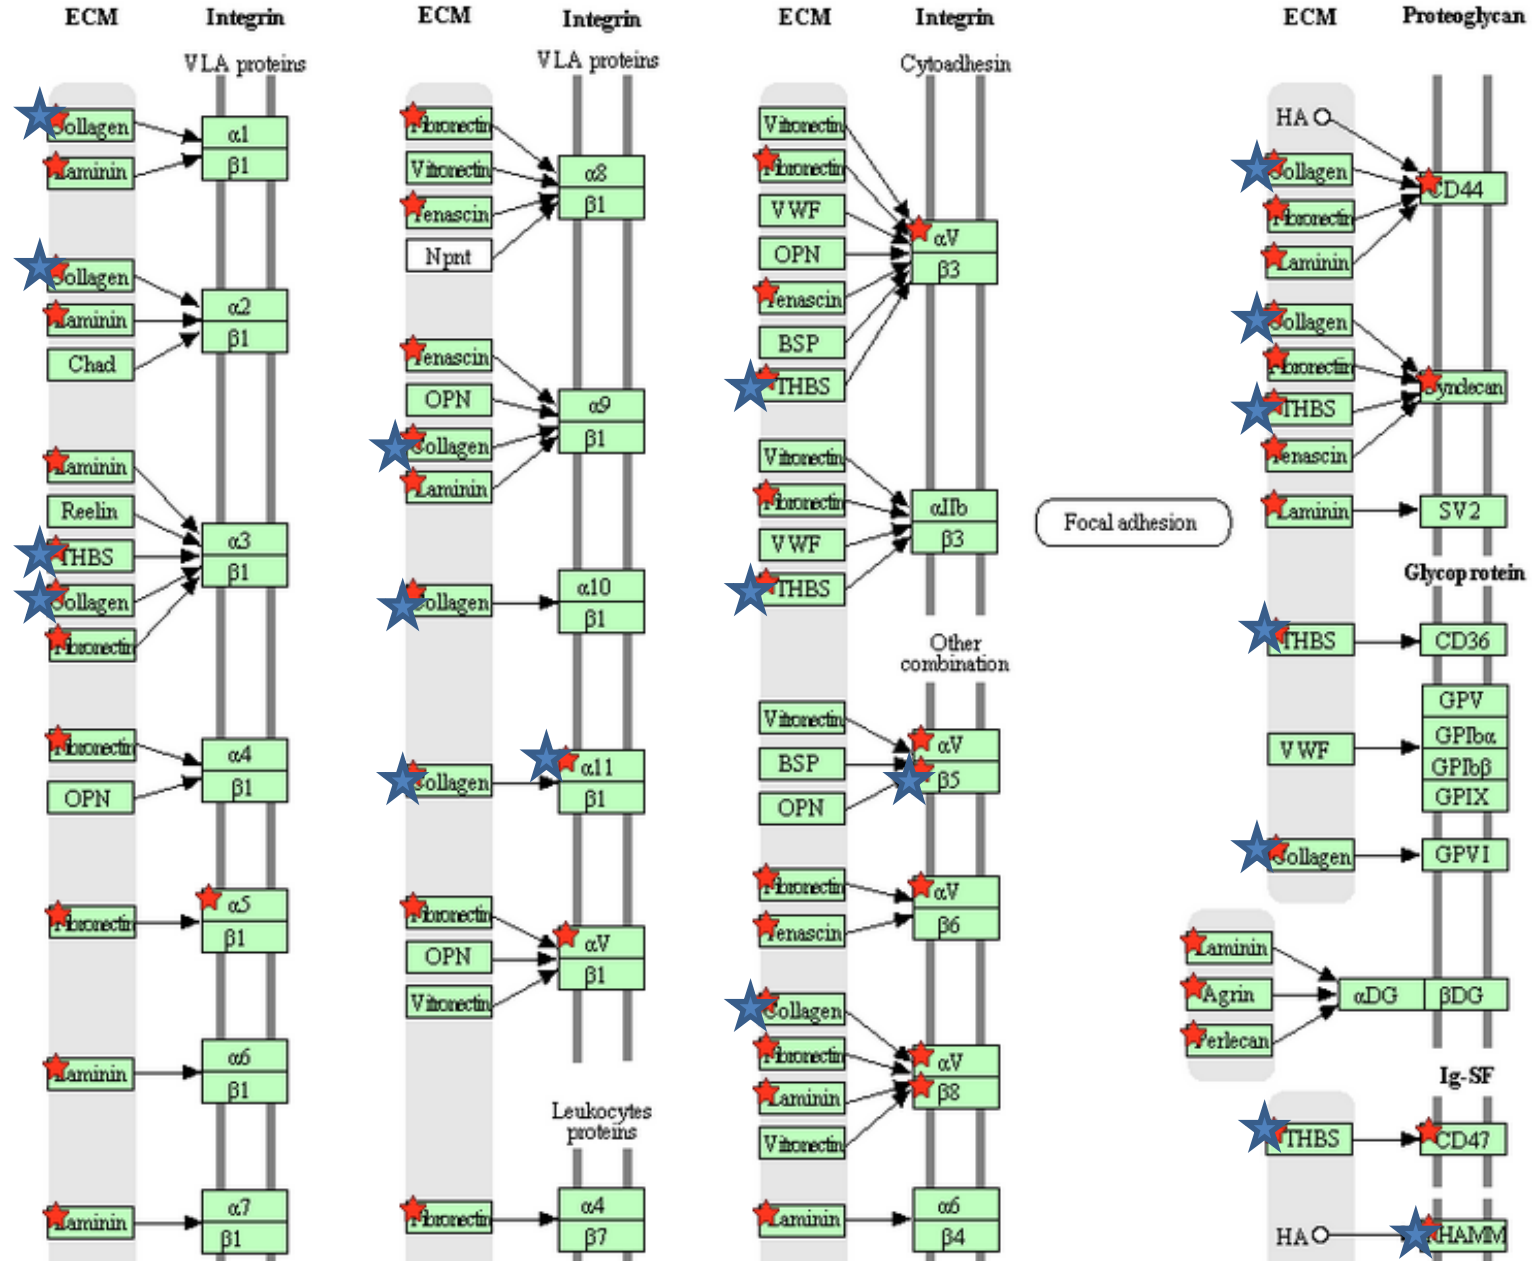 ECM Integrin
VLA proteins
Collagen
Laminin
α1
β1
Collagen
Laminin
Chad
α2
β1
Laminin
Reelin
THBS
Collagen
Fibronectin
α3
β1
Fibronectin
OPN
α4
β1
Fibronectin
α5
β1
Laminin
α6
β1
Laminin
α7
β1
ECM Integrin
VLA proteins
Fibronectin
Vitronectin
Tenascin
Npnt
α8
β1
Tenascin
OPN
Collagen
Laminin
α9
β1
Collagen
α10
β1
Collagen
α11
β1
Fibronectin
OPN
Vitronectin
αV
β1
Leukocytes
proteins
Fibronectin
α4
β7
ECM Integrin
Cytoadhesin
Vitronectin
Fibronectin
VWF
OPN
Tenascin
BSP
THBS
αV
β3
Vitronectin
Fibronectin
VWF
THBS
αIIb
β3
Other
combination
Vitronectin
BSP
OPN
αV
β5
Fibronectin
Tenascin
αV
β6
Collagen
Fibronectin
Laminin
Vitronectin
αV
β8
Laminin
α6
β4
Focal adhesion
ECM Proteoglycan
HA
Collagen
Fibronectin
Laminin
CD44
Collagen
Fibronectin
THBS
Tenascin
Syndecan
Laminin
SV2
Glycoprotein
THBS
CD36
VWF
GPV
GPIbα
GPIbβ
GPIX
Collagen
GPVI
Laminin
Agrin
Perlecan
αDG βDG
Ig-SF
THBS
CD47
HA
RHAMM